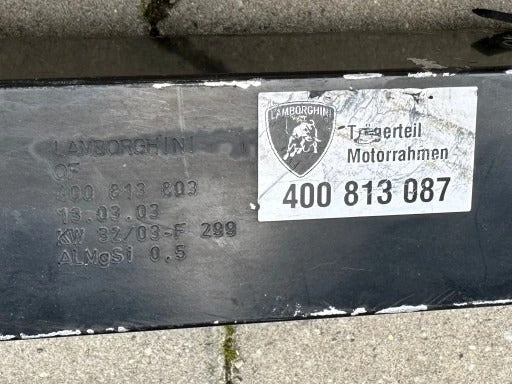 LAMBORGHINI
QF
400 813 803
13.03.03
KW 32/03-F 299
ALMgSi 0,5
LAMBORGHINI
Trägerteil
Motorrahmen
400 813 087